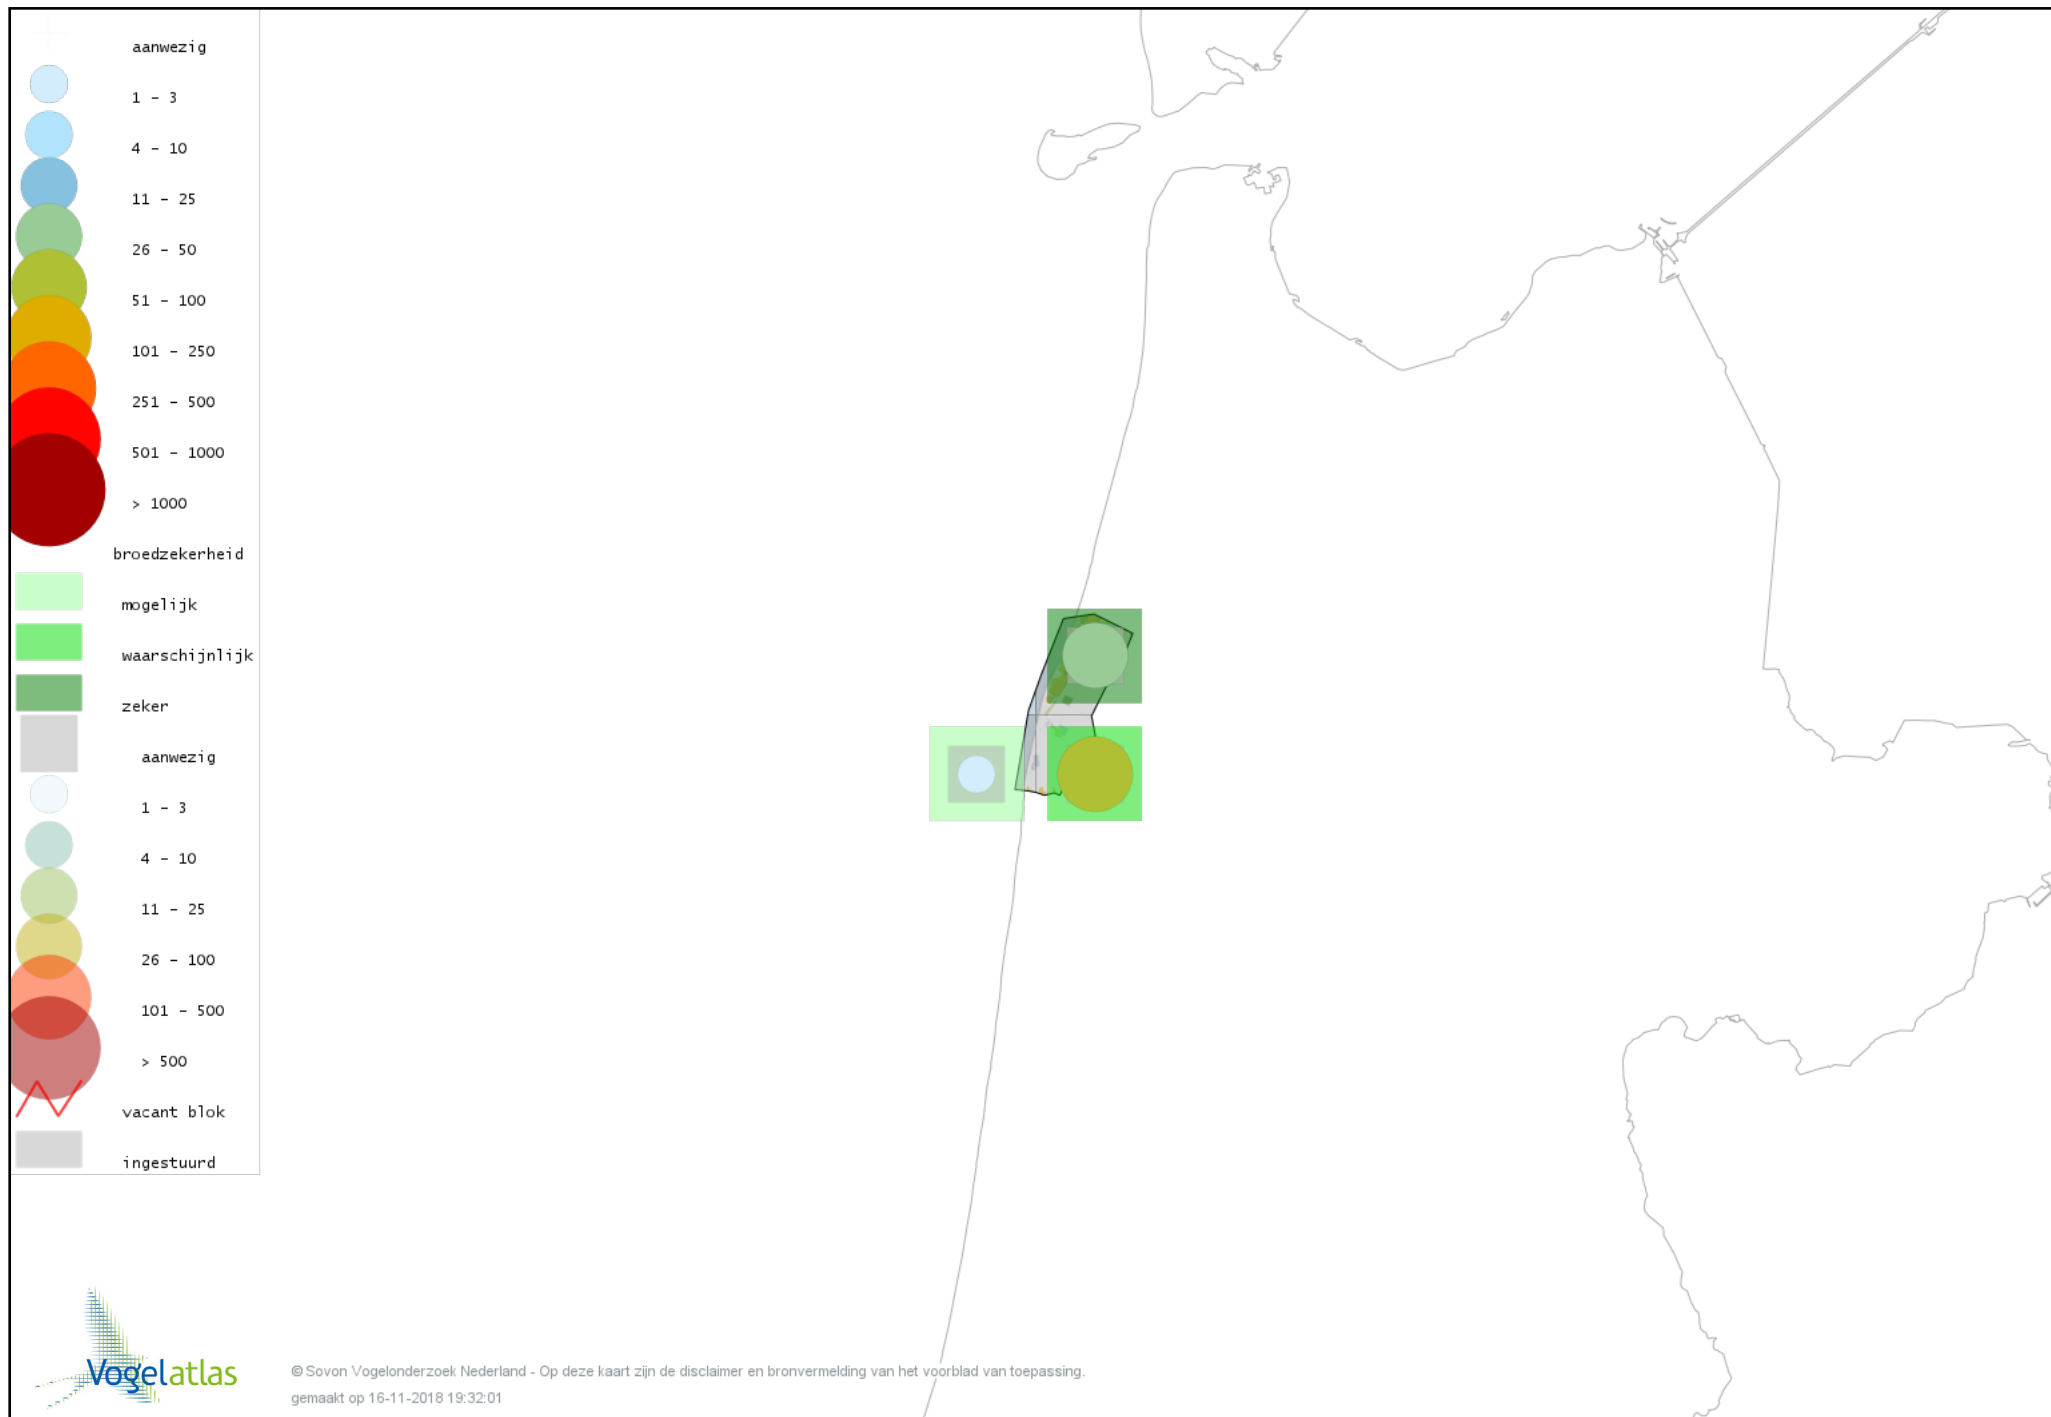 aanwezig
1 - 3
4 - 10
11 - 25
26 - 50
51 - 100
101 - 250
251 - 500
501 - 1000
> 1000
broedzekerheid
mogelijk
waarschijnlijk
zeker
aanwezig
1 - 3
4 - 10
11 - 25
26 - 100
101 - 500
> 500
vacant blok
ingestuurd
Vogelatlas
© Sovon Vogelonderzoek Nederland - Op deze kaart zijn de disclaimer en bronvermelding van het voorblad van toepassing.
gemaakt op 16-11-2018 19:32:01